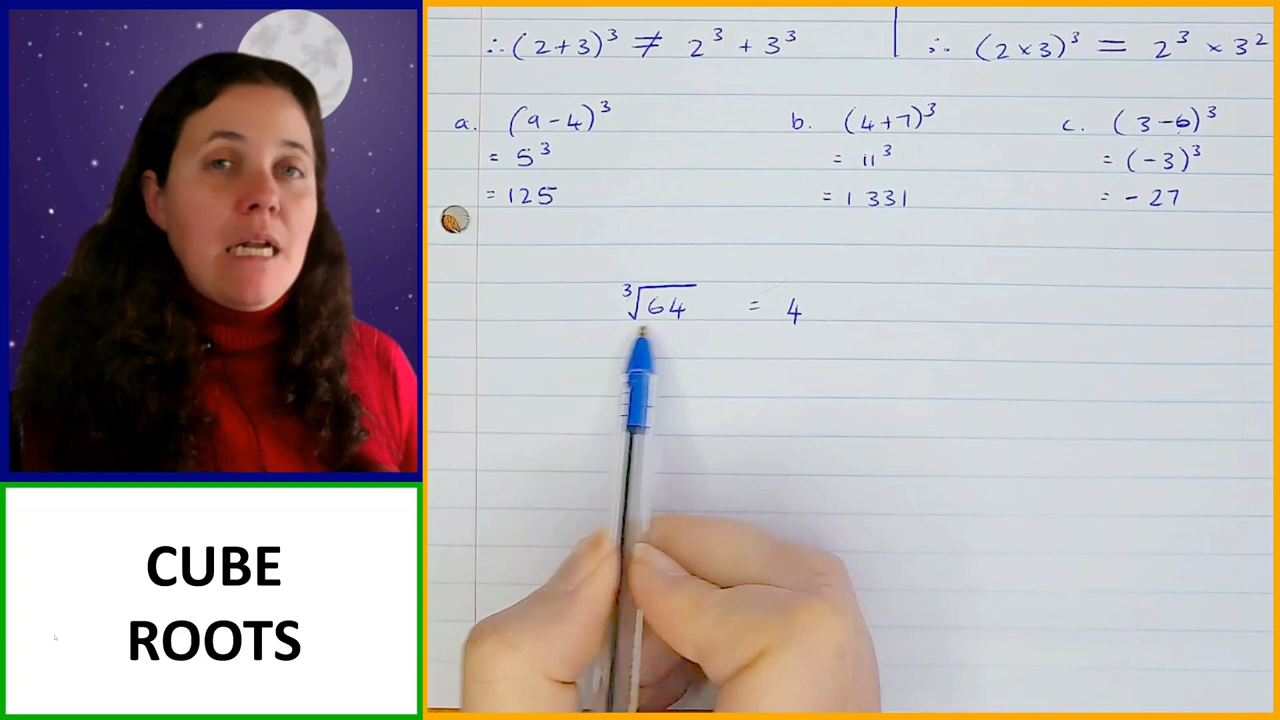 ∴ (2+3)³ ≠ 2³ + 3³
∴ (2×3)³ = 2³ × 3²
a. (9-4)³
= 5³
= 125
b. (4+7)³
= 11³
= 1 331
c. (3-6)³
= (-3)³
= -27
³√64 = 4
CUBE
ROOTS